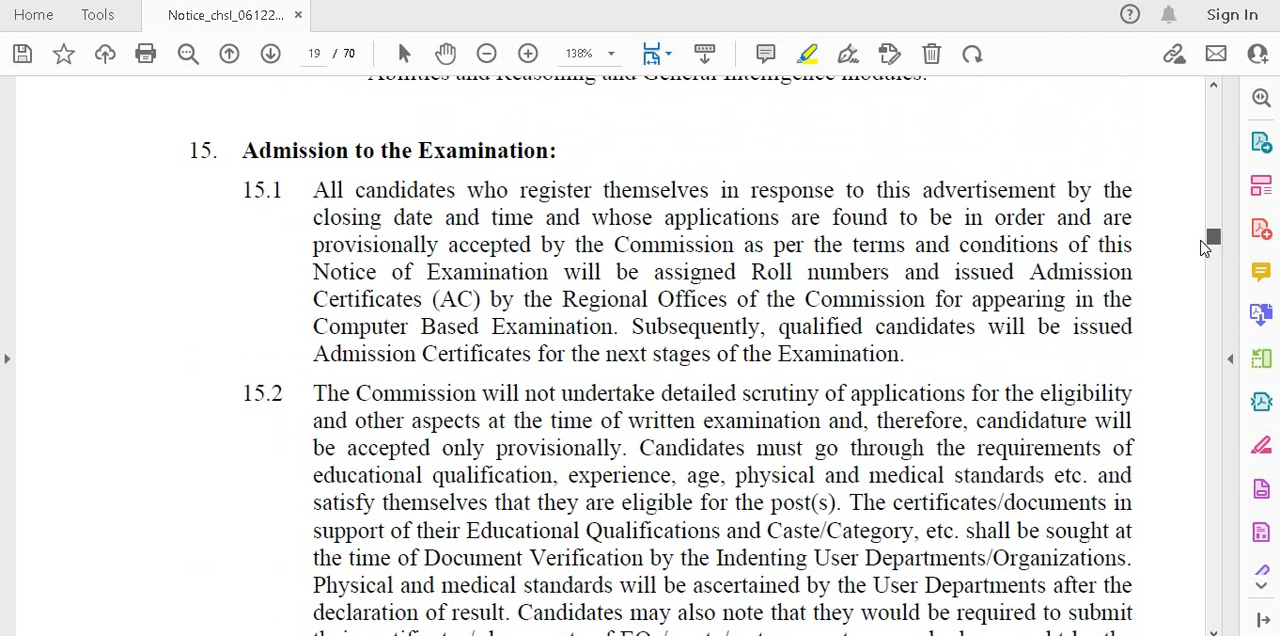 Home Tools Notice_chsl_06122... × Sign In
19 / 70 138%
Abilities and Reasoning and General Intelligence modules.
15. Admission to the Examination:
15.1 All candidates who register themselves in response to this advertisement by the
closing date and time and whose applications are found to be in order and are
provisionally accepted by the Commission as per the terms and conditions of this
Notice of Examination will be assigned Roll numbers and issued Admission
Certificates (AC) by the Regional Offices of the Commission for appearing in the
Computer Based Examination. Subsequently, qualified candidates will be issued
Admission Certificates for the next stages of the Examination.
15.2 The Commission will not undertake detailed scrutiny of applications for the eligibility
and other aspects at the time of written examination and, therefore, candidature will
be accepted only provisionally. Candidates must go through the requirements of
educational qualification, experience, age, physical and medical standards etc. and
satisfy themselves that they are eligible for the post(s). The certificates/documents in
support of their Educational Qualifications and Caste/Category, etc. shall be sought at
the time of Document Verification by the Indenting User Departments/Organizations.
Physical and medical standards will be ascertained by the User Departments after the
declaration of result. Candidates may also note that they would be required to submit